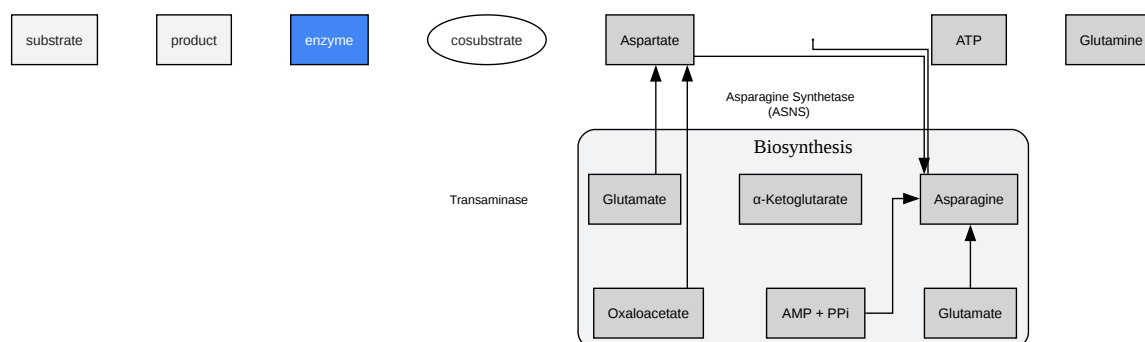 substrate
product
enzyme
cosubstrate
Aspartate
ATP
Glutamine
Asparagine Synthetase
(ASNS)
Biosynthesis
Transaminase
Glutamate
α-Ketoglutarate
Asparagine
Oxaloacetate
AMP + PPi
Glutamate